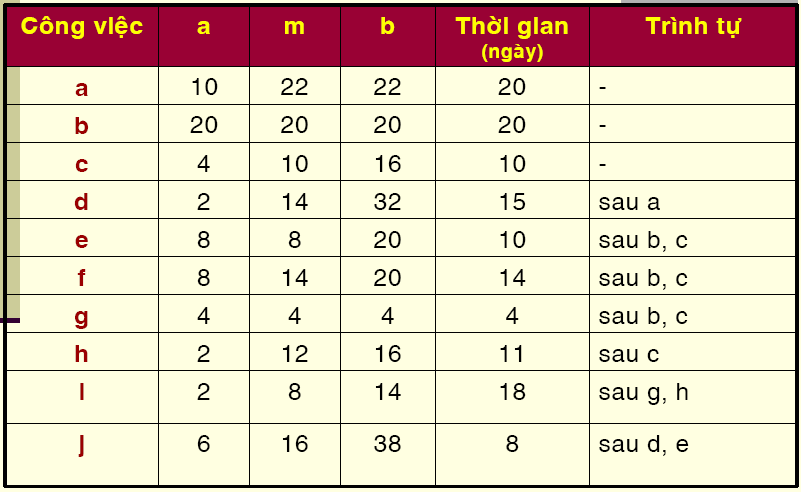 Công việc a m b Thời gian Trình tự
(ngày)
a 10 22 22 20 -
b 20 20 20 20 -
c 4 10 16 10 -
d 2 14 32 15 sau a
e 8 8 20 10 sau b, c
f 8 14 20 14 sau b, c
g 4 4 4 4 sau b, c
h 2 12 16 11 sau c
I 2 8 14 18 sau g, h
J 6 16 38 8 sau d, e